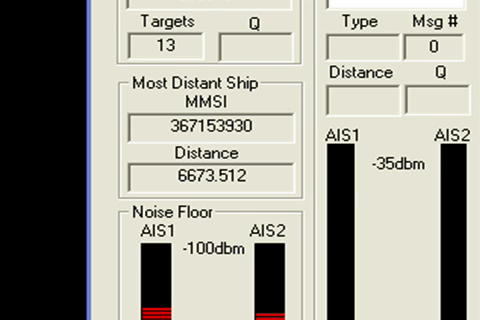 Targets
Q
13
Most Distant Ship
MMSI
367153930
Distance
6673.512
Noise Floor
AIS1
AIS2
-100dbm
Type
Msg #
0
Distance
Q
AIS1
AIS2
-35dbm